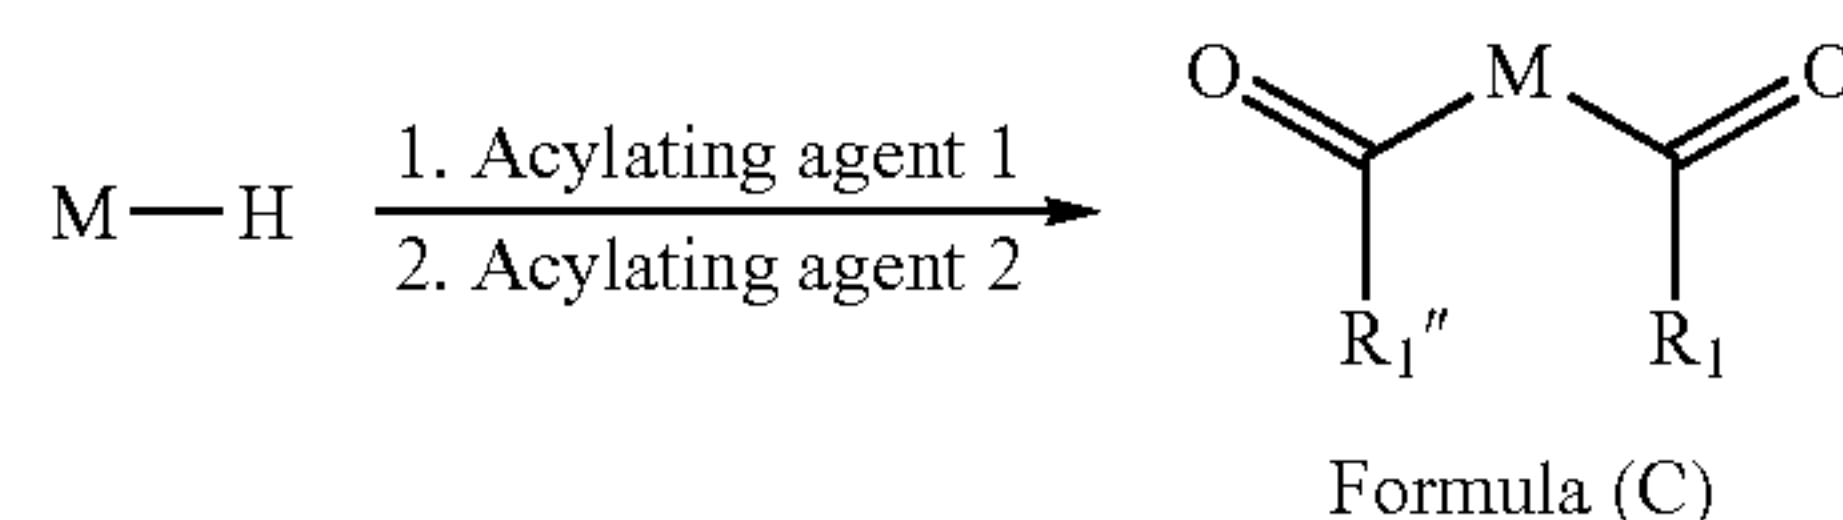 O M O
1. Acylating agent 1
M—H
2. Acylating agent 2
R₁″ R₁
Formula (C)